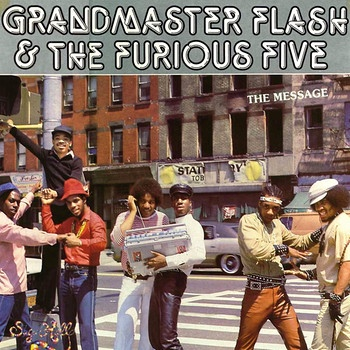 GRANDMASTER FLASH
& THE FURIOUS FIVE
THE MESSAGE